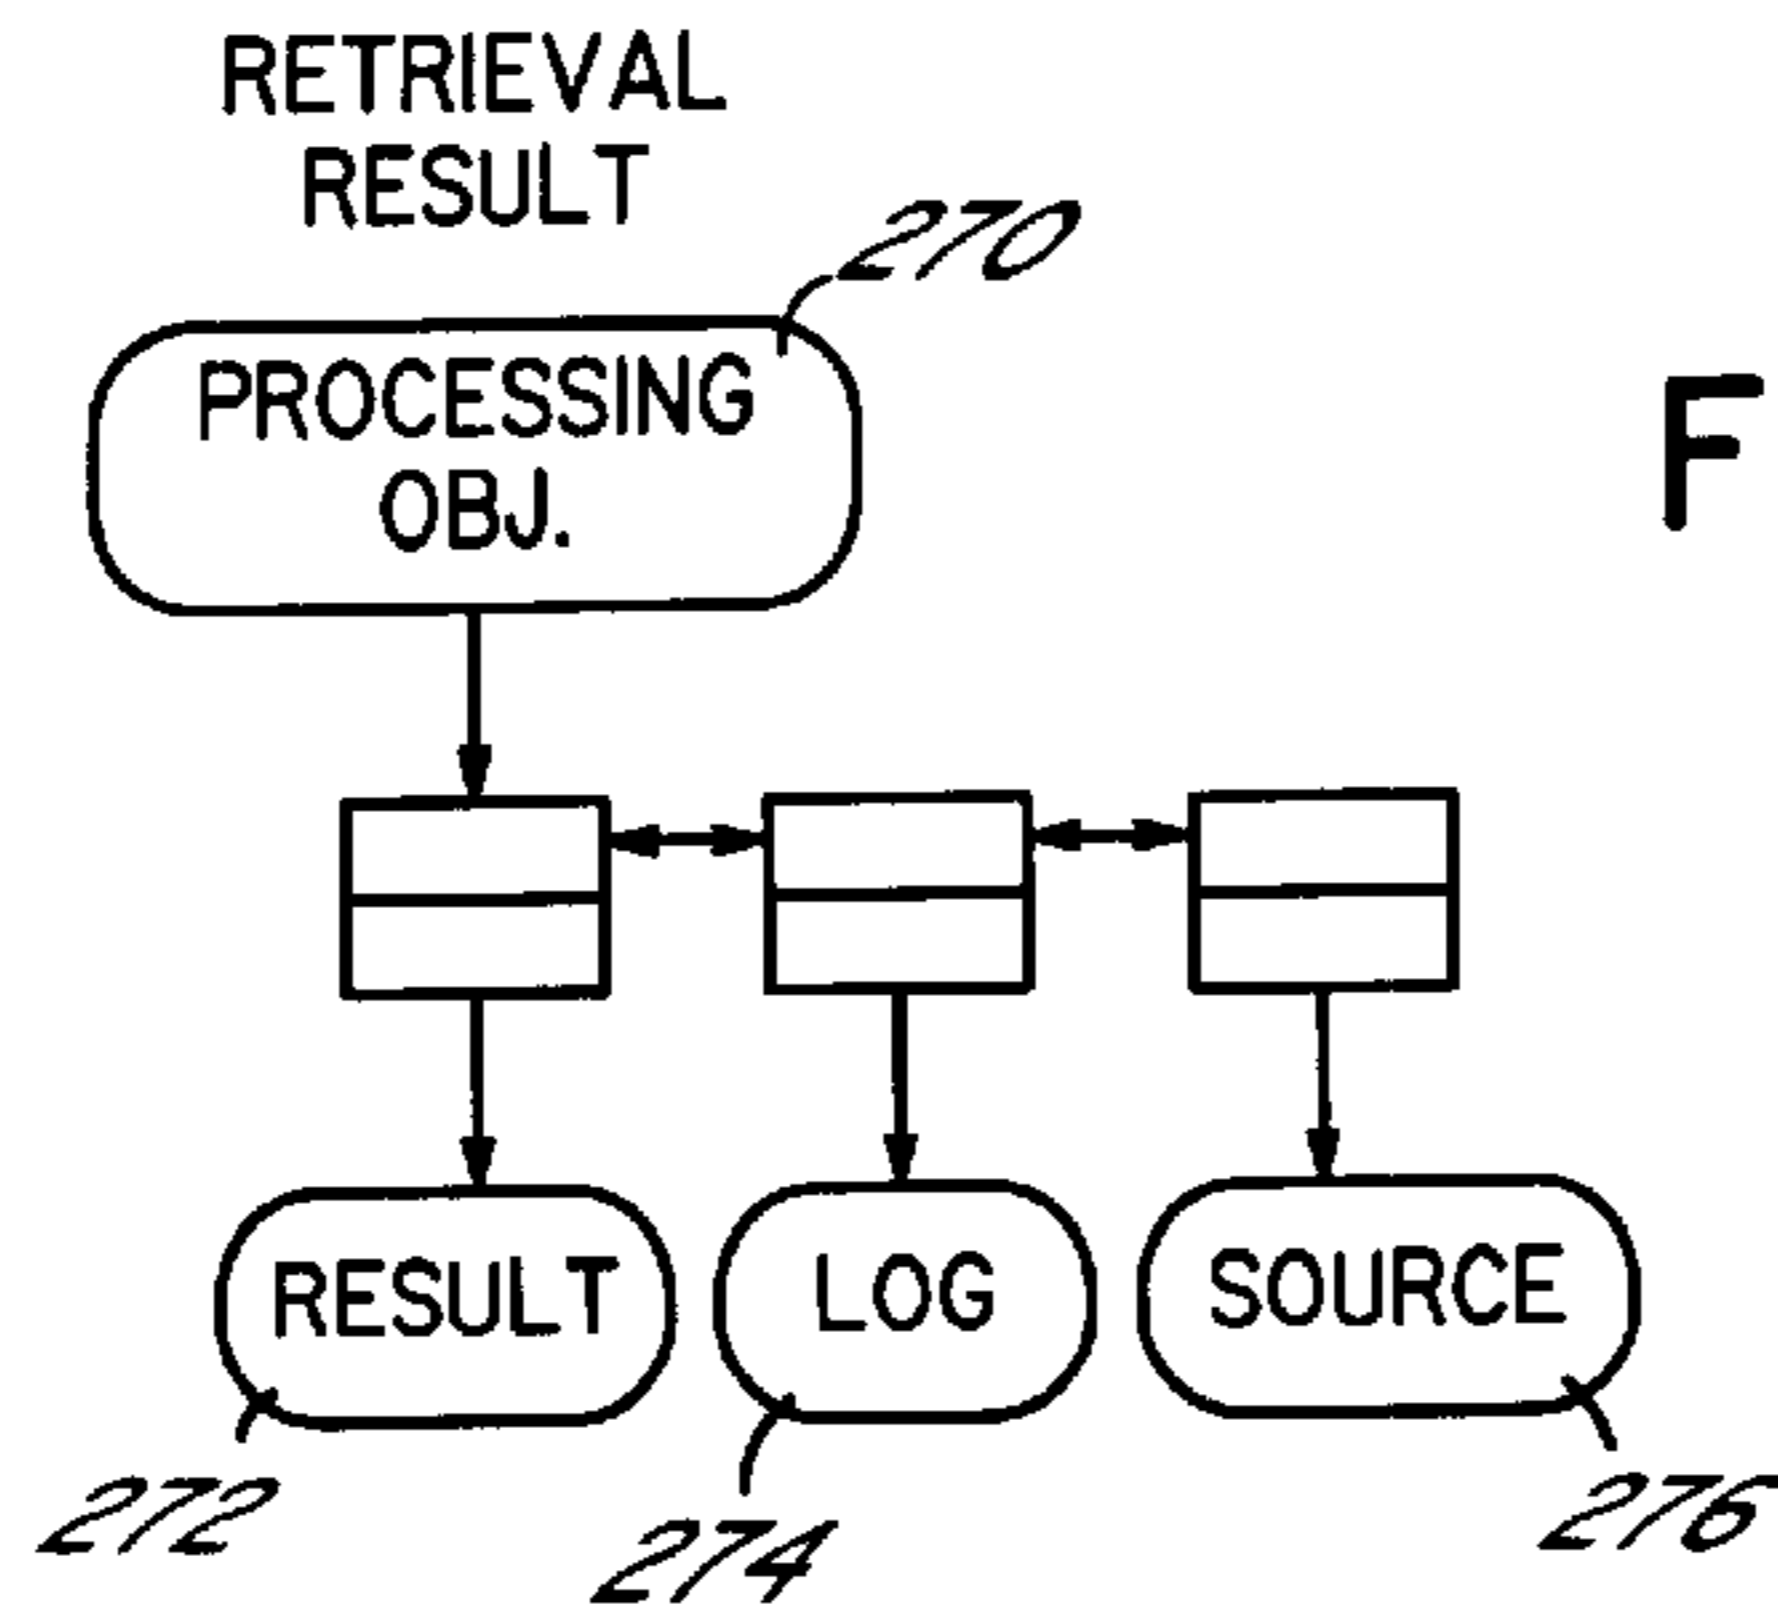 RETRIEVAL
RESULT
270
PROCESSING
OBJ.
F
RESULT
LOG
SOURCE
272
274
276